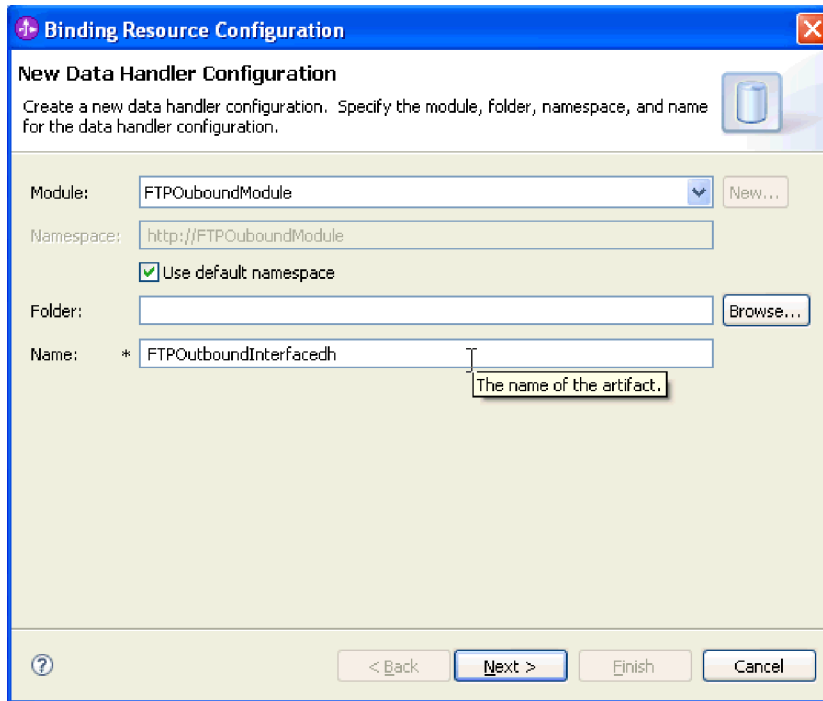 Binding Resource Configuration
New Data Handler Configuration
Create a new data handler configuration. Specify the module, folder, namespace, and name
for the data handler configuration.
Module: FTPOuboundModule New...
Namespace: http://FTPOuboundModule
Use default namespace
Folder: Browse...
Name: * FTPOutboundInterfacedh
The name of the artifact.
? < Back Next > Finish Cancel